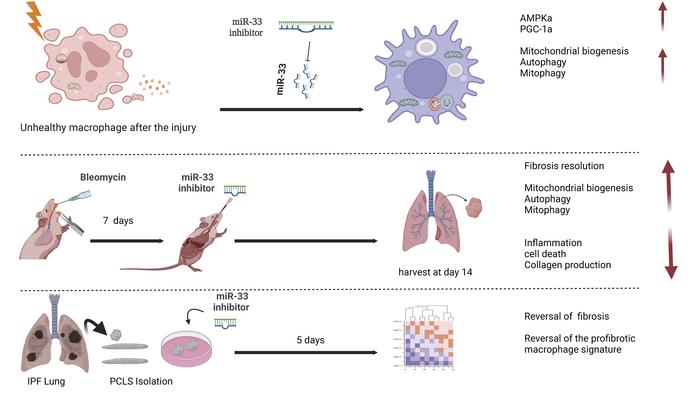 miR-33
inhibitor
miR-33
Unhealthy macrophage after the injury
AMPKa
PGC-1a
Mitochondrial biogenesis
Autophagy
Mitophagy
Bleomycin
7 days
miR-33
inhibitor
harvest at day 14
Fibrosis resolution
Mitochondrial biogenesis
Autophagy
Mitophagy
Inflammation
cell death
Collagen production
IPF Lung
PCLS Isolation
miR-33
inhibitor
5 days
Reversal of fibrosis
Reversal of the profibrotic
macrophage signature